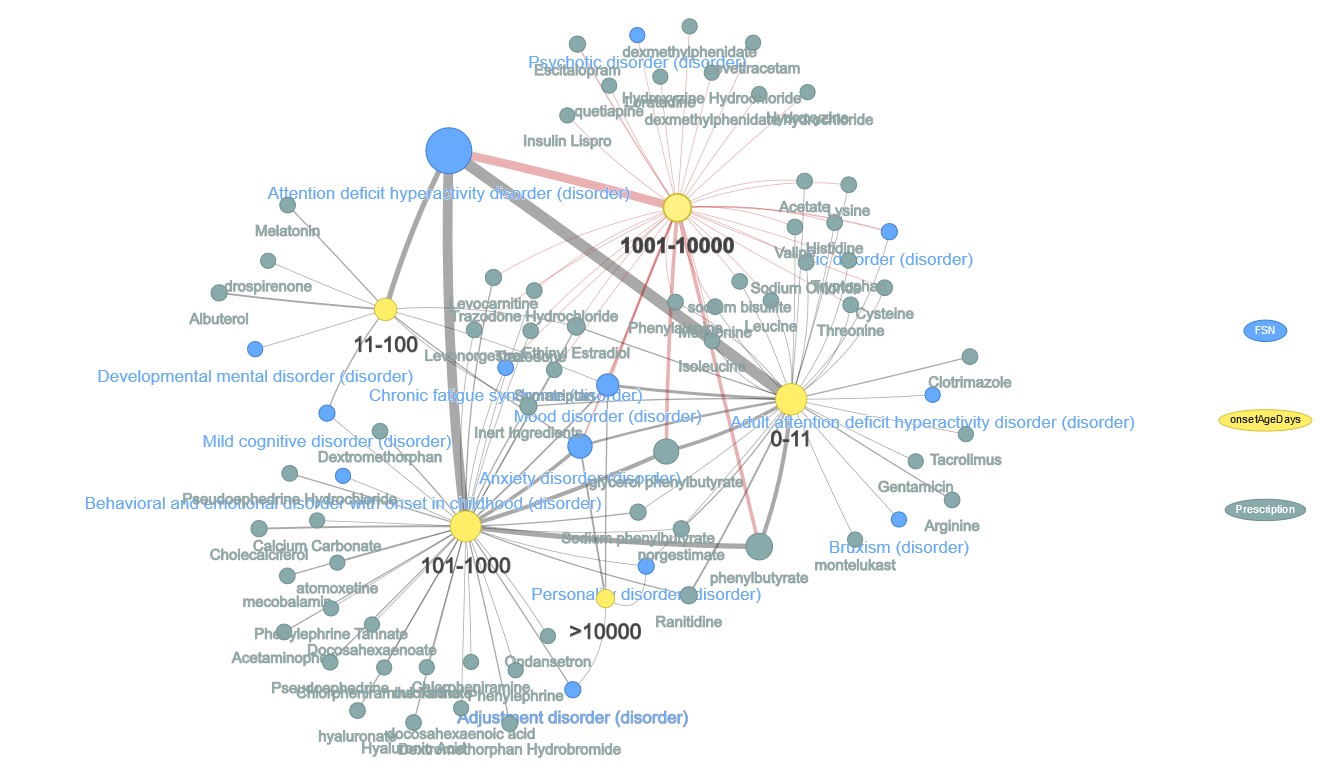 dexmethylphenidate
Psychotic disorder (disorder)
Escitalopram
levetiracetam
Hydroxyzine Hydrochloride
Loratadine
quetiapine
Hydroxyzine
dexmethylphenidate hydrochloride
Insulin Lispro
Attention deficit hyperactivity disorder (disorder)
Acetate
Lysine
Melatonin
1001-10000
Histidine
Valine
disorder (disorder)
drospirenone
Sodium Chloride
Tryptophan
Levocarnitine
sodium bisulfite
Cysteine
Albuterol
Trazodone Hydrochloride
Phenylalanine
Methionine
Leucine
Threonine
11-100
Levonorgestrel
Trazodone
Ethinyl Estradiol
Isoleucine
FSN
Developmental mental disorder (disorder)
Clotrimazole
Chronic fatigue syndrome (disorder)
Sumatriptan
Mood disorder (disorder)
Adult attention deficit hyperactivity disorder (disorder)
onsetAgeDays
Inert Ingredients
0-11
Mild cognitive disorder (disorder)
Dextromethorphan
Tacrolimus
Anxiety disorder (disorder)
glycerol phenylbutyrate
Gentamicin
Pseudoephedrine Hydrochloride
Behavioral and emotional disorder with onset in childhood (disorder)
Prescription
Arginine
Sodium phenylbutyrate
Calcium Carbonate
Cholecalciferol
norgestimate
Bruxism (disorder)
101-1000
montelukast
phenylbutyrate
atomoxetine
Personality disorder (disorder)
mecobalamin
Ranitidine
>10000
Phenylephrine Tannate
Docosahexaenoate
Acetaminophen
Ondansetron
Pseudoephedrine
Chlorpheniramine
Chlorpheniramine Tannate
Phenylephrine
Adjustment disorder (disorder)
docosahexaenoic acid
hyaluronate
Hyaluronic Acid
Dextromethorphan Hydrobromide